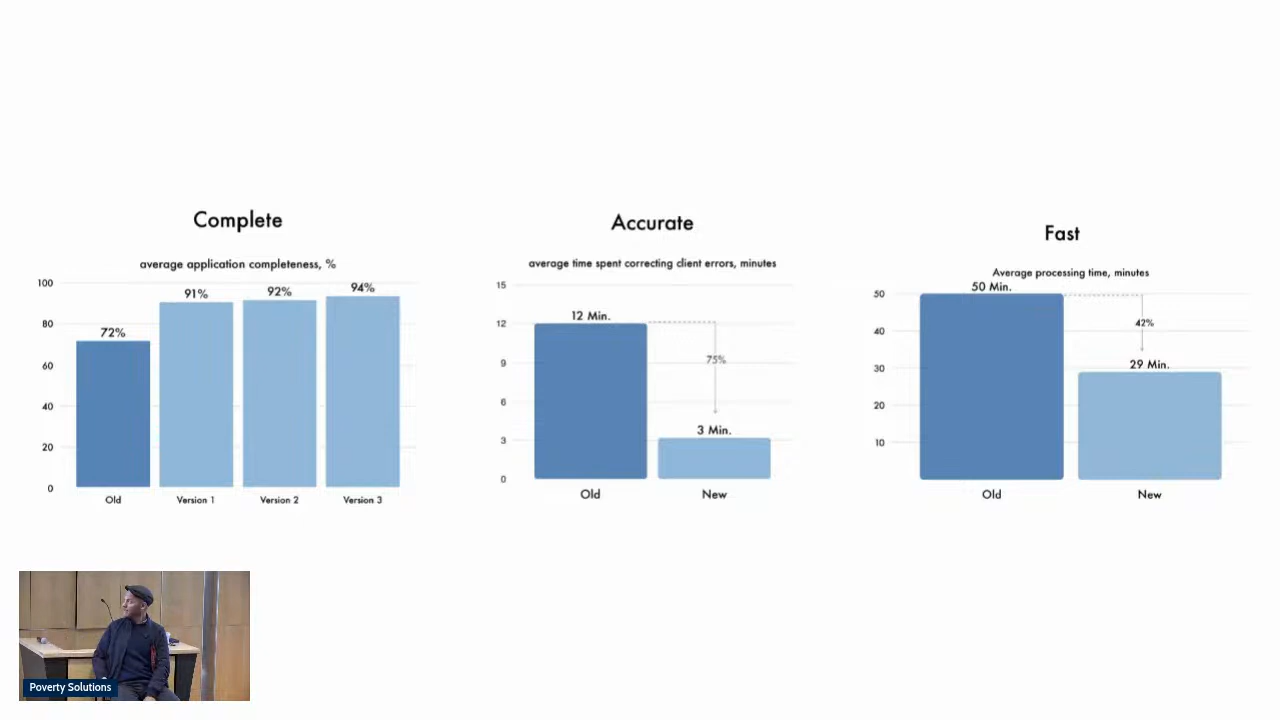 Complete
average application completeness, %
100
80
60
40
20
0
72%
91%
92%
94%
Old
Version 1
Version 2
Version 3
Accurate
average time spent correcting client errors, minutes
15
12
9
6
3
0
12 Min.
75%
3 Min.
Old
New
Fast
Average processing time, minutes
50
40
30
20
10
50 Min.
42%
29 Min.
Old
New
Poverty Solutions